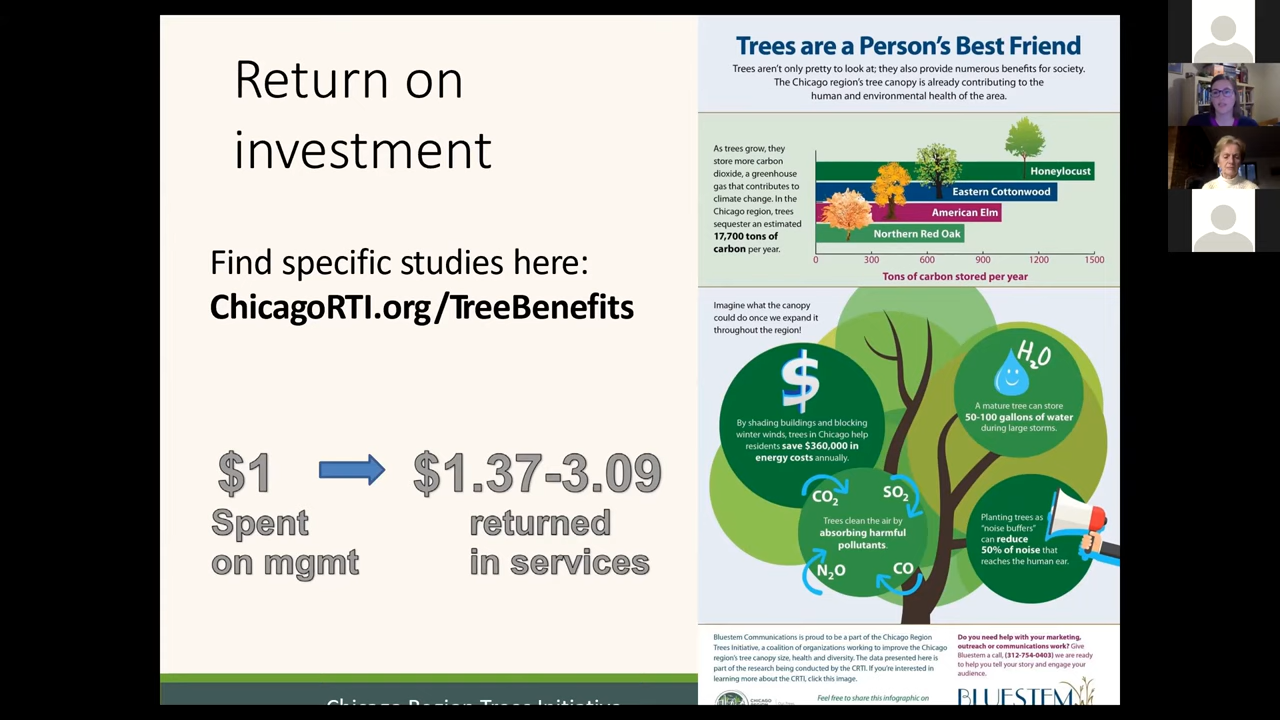 Return on
investment
Find specific studies here:
ChicagoRTI.org/TreeBenefits
$1
$1.37-3.09
Spent
on mgmt
returned
in services
Trees are a Person's Best Friend
Trees aren't only pretty to look at; they also provide numerous benefits for society.
The Chicago region's tree canopy is already contributing to the
human and environmental health of the area.
As trees grow, they
store more carbon
dioxide, a greenhouse
gas that contributes to
climate change. In the
Chicago region, trees
sequester an estimated
17,700 tons of
carbon per year.
Honeylocust
Eastern Cottonwood
American Elm
Northern Red Oak
0 300 600 900 1200 1500
Tons of carbon stored per year
Imagine what the canopy
could do once we expand it
throughout the region!
$
By shading buildings and blocking
winter winds, trees in Chicago help
residents save $360,000 in
energy costs annually.
H2O
A mature tree can store
50-100 gallons of water
during large storms.
CO2
SO2
Trees clean the air by
absorbing harmful
pollutants.
N2O
CO
Planting trees as
"noise buffers"
can reduce
50% of noise that
reaches the human ear.
Bluestem Communications is proud to be a part of the Chicago Region
Trees Initiative, a coalition of organizations working to improve the Chicago
region's tree canopy size, health and diversity. The data presented here is
part of the research being conducted by the CRTI. If you're interested in
learning more about the CRTI, click this image.
Do you need help with your marketing,
outreach or communications work? Give
Bluestem a call, (312-754-0403) we are ready
to help you tell your story and engage your
audience.
CHICAGO
Feel free to share this infographic on
BLUESTEM
Chicago Region Trees Initiative